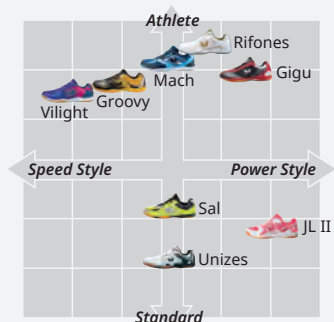 Athlete
Rifones
Mach
Gigu
Groovy
Vilight
Speed Style
Power Style
Sal
JL II
Unizes
Standard